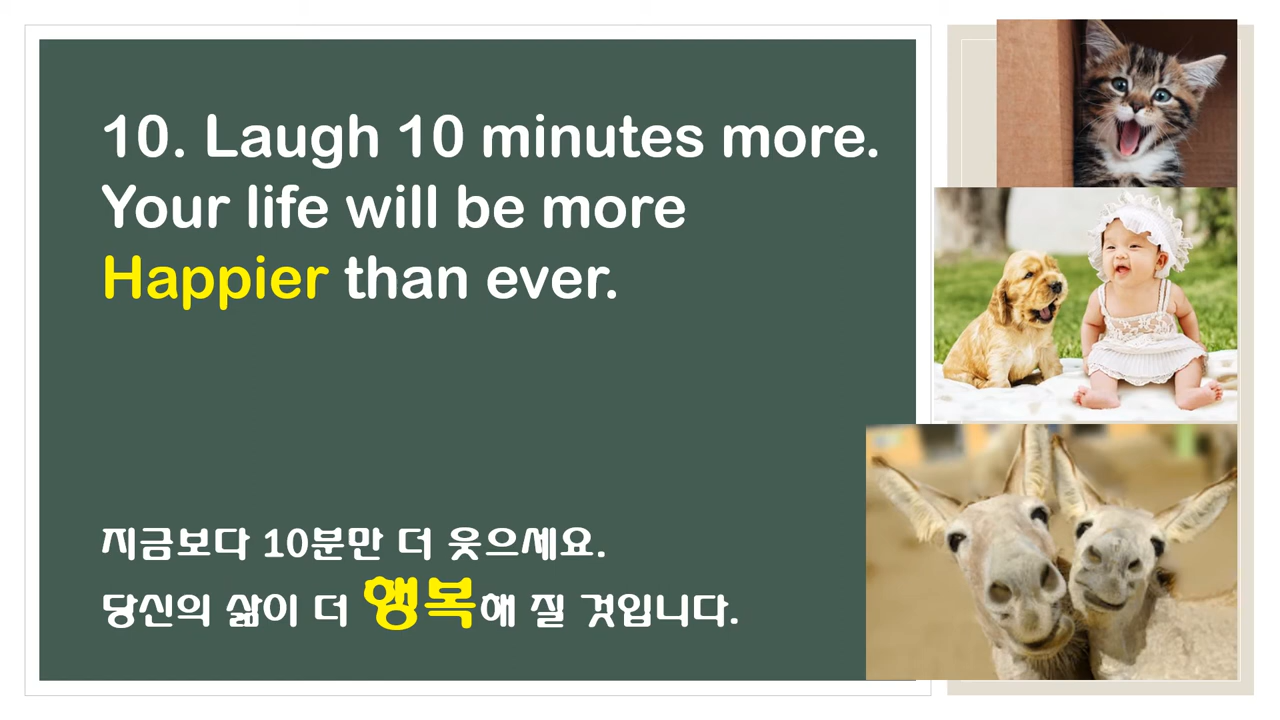 10. Laugh 10 minutes more.
Your life will be more
Happier than ever.
지금보다 10분만 더 웃으세요.
당신의 삶이 더 행복해 질 것입니다.